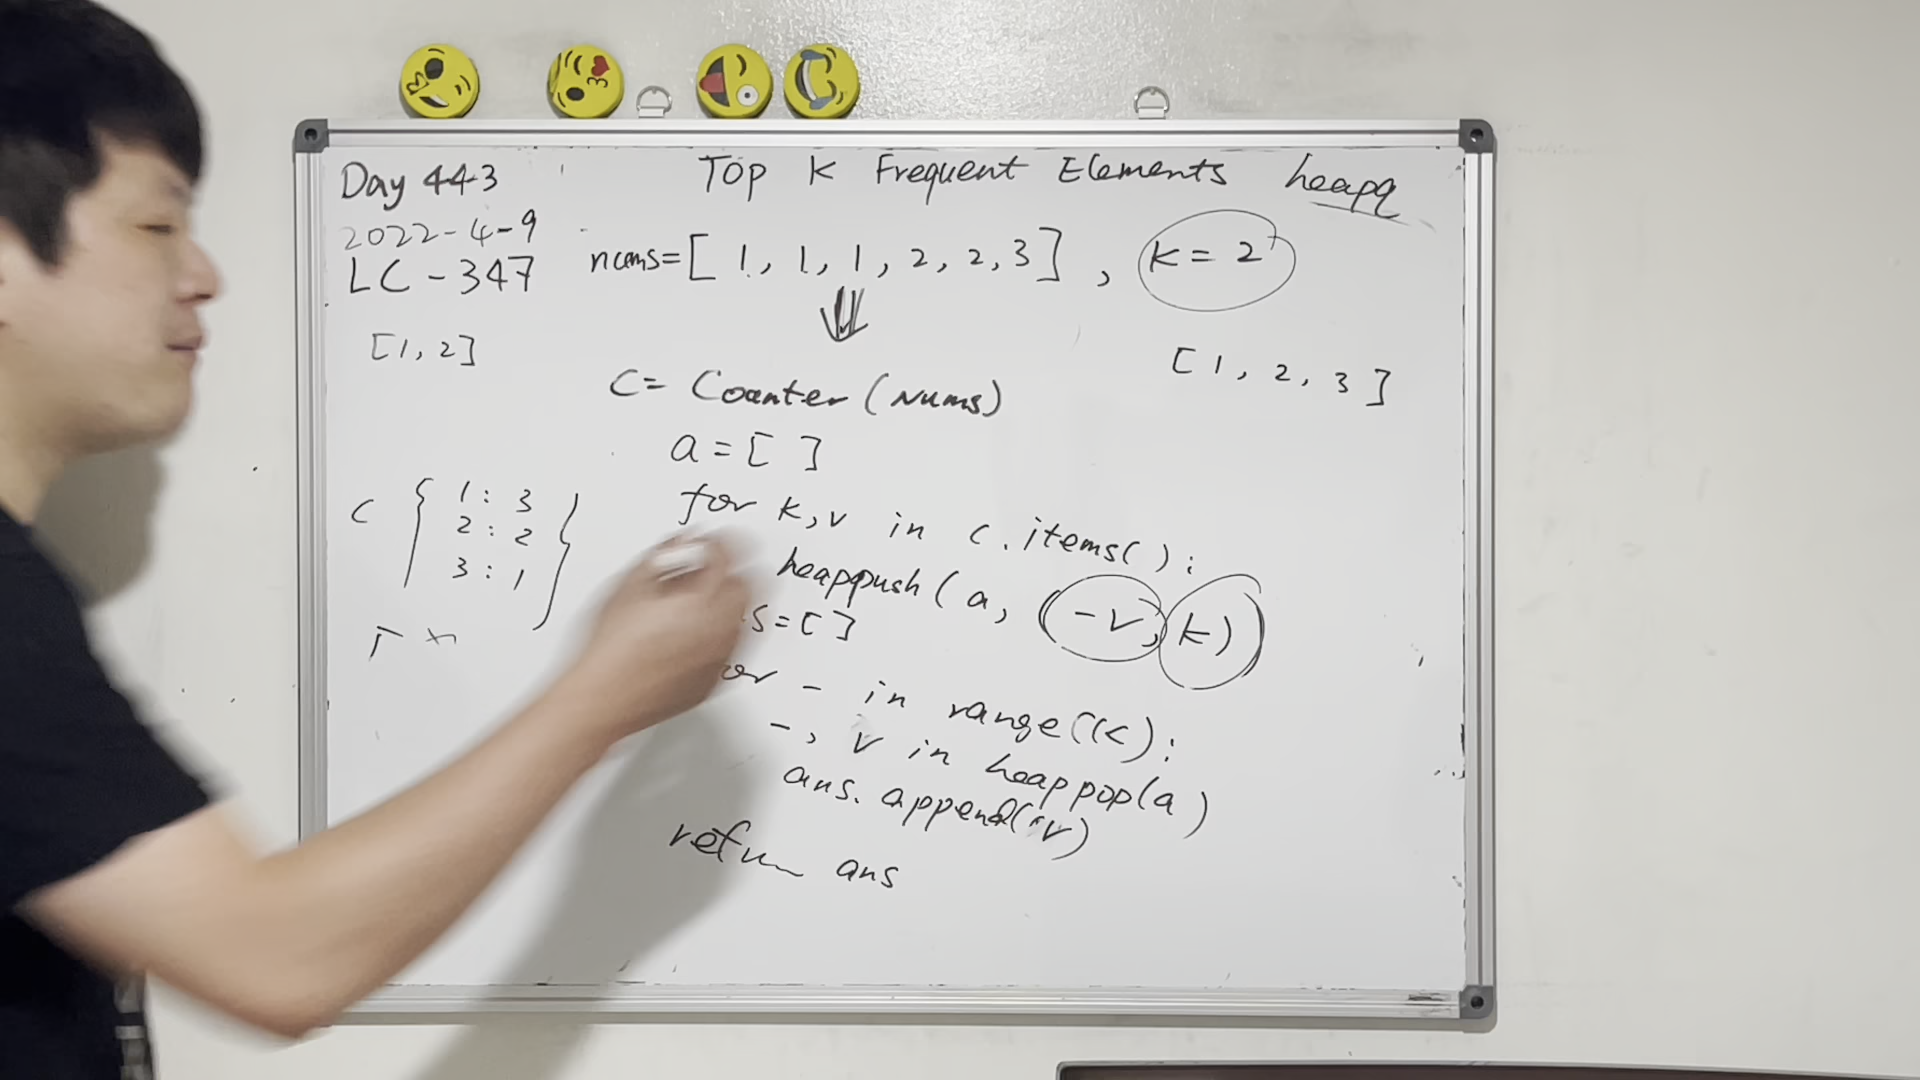 Day 443 Top K Frequent Elements heapq
2022-4-9
LC-347
nums=[1, 1, 1, 2, 2, 3], k=2
[1, 2]
[1, 2, 3]
C= Counter(Nums)
a=[ ]
for k,v in c.items():
heappush(a, (-v, k)
s=[]
or - in range(k):
-, v in heappop(a)
ans.append(v)
return ans
C { 1: 3
2: 2
3: 1 }